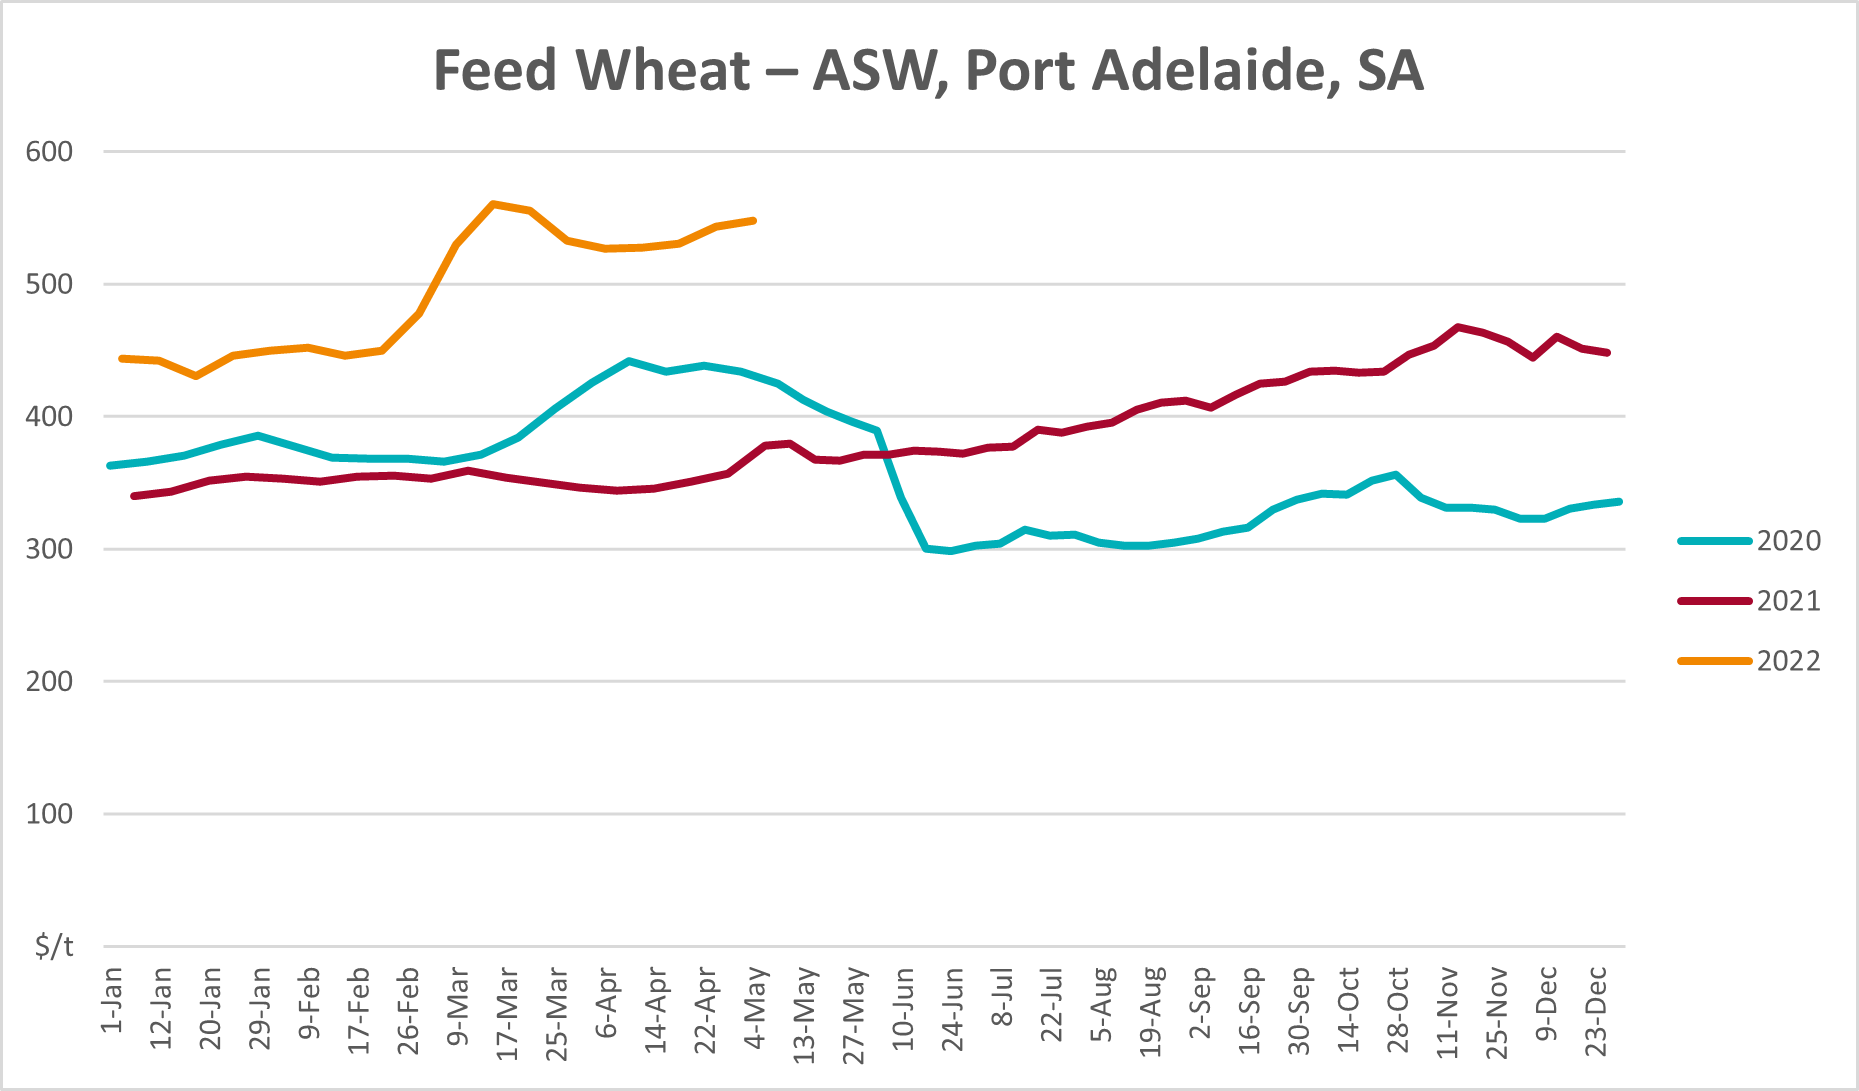 Feed Wheat – ASW, Port Adelaide, SA
600
500
400
300
200
100
$/t
1-Jan
12-Jan
20-Jan
29-Jan
9-Feb
17-Feb
26-Feb
9-Mar
17-Mar
25-Mar
6-Apr
14-Apr
22-Apr
4-May
13-May
27-May
10-Jun
24-Jun
8-Jul
22-Jul
5-Aug
19-Aug
2-Sep
16-Sep
30-Sep
14-Oct
28-Oct
11-Nov
25-Nov
9-Dec
23-Dec
2020
2021
2022